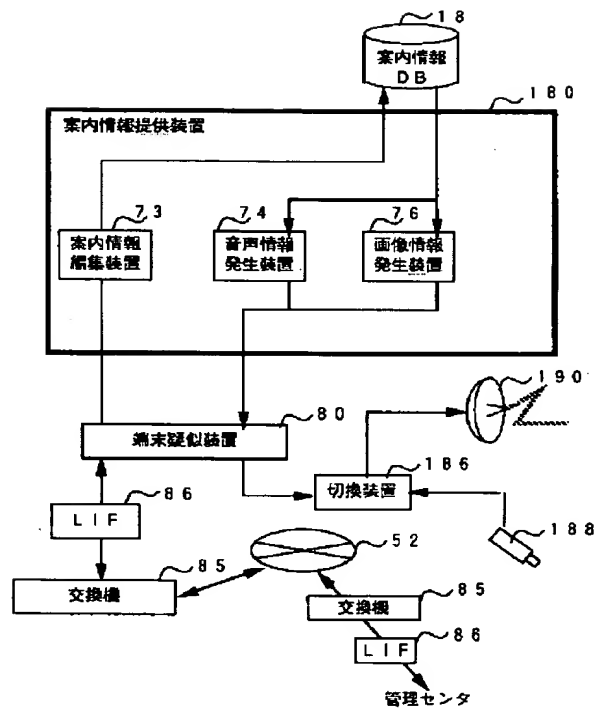 18
案内情報
DB
180
案内情報提供装置
73
74
76
案内情報
編集装置
音声情報
発生装置
画像情報
発生装置
190
80
端末疑似装置
186
切換装置
86
LIF
188
52
85
交換機
85
交換機
86
LIF
管理センタ